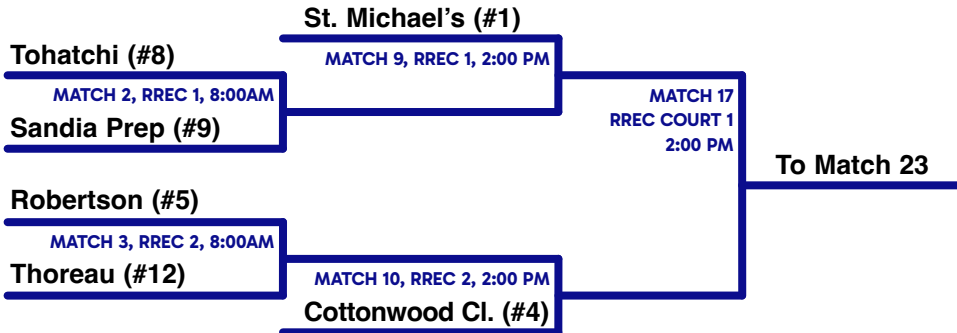 St. Michael's (#1)
Tohatchi (#8)
MATCH 9, RREC 1, 2:00 PM
MATCH 2, RREC 1, 8:00AM
MATCH 17
RREC COURT 1
2:00 PM
Sandia Prep (#9)
To Match 23
Robertson (#5)
MATCH 3, RREC 2, 8:00AM
Thoreau (#12)
MATCH 10, RREC 2, 2:00 PM
Cottonwood Cl. (#4)